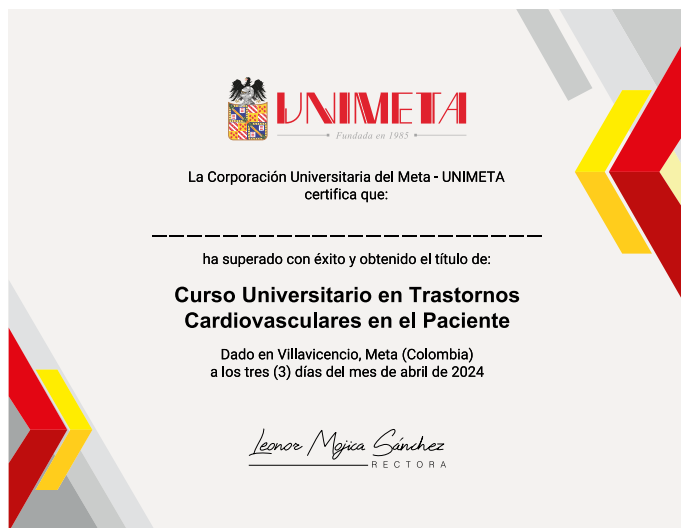 UNIMETA
Fundada en 1985
La Corporación Universitaria del Meta - UNIMETA
certifica que:
ha superado con éxito y obtenido el título de:
Curso Universitario en Trastornos
Cardiovasculares en el Paciente
Dado en Villavicencio, Meta (Colombia)
a los tres (3) días del mes de abril de 2024
Leonor Mojica Sánchez
RECTORA